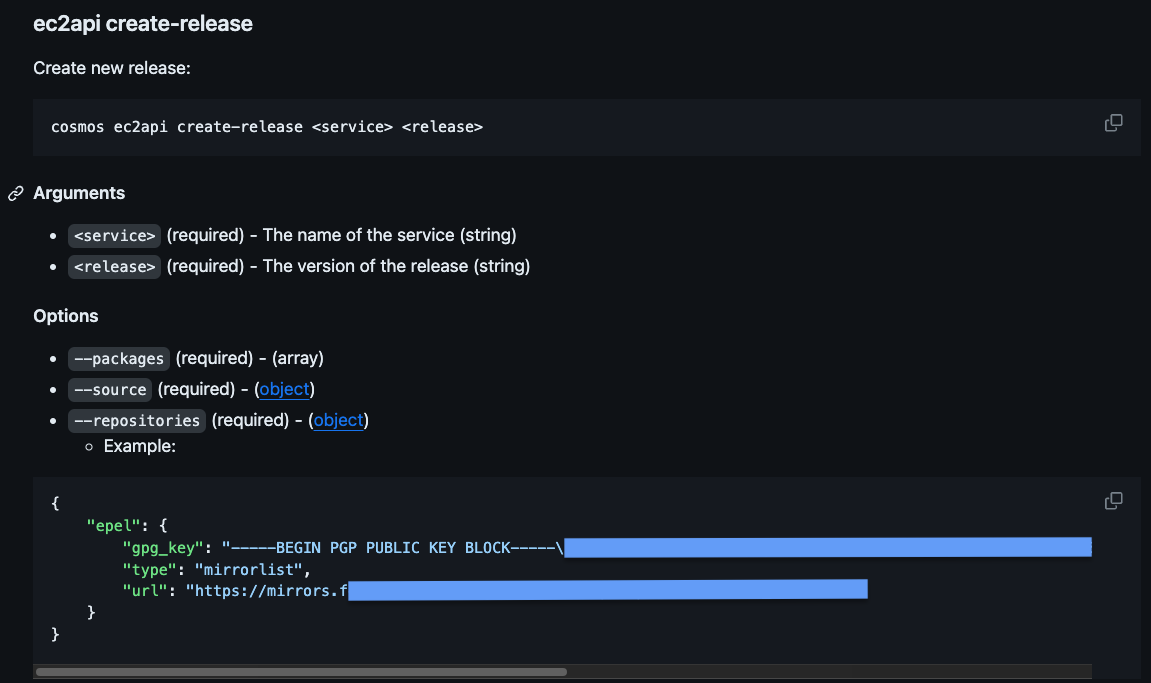 ec2api create-release
Create new release:
cosmos ec2api create-release <service> <release>
Arguments
<service> (required) - The name of the service (string)
<release> (required) - The version of the release (string)
Options
--packages (required) - (array)
--source (required) - (object)
--repositories (required) - (object)
Example:
{
"epel": {
"gpg_key": "-----BEGIN PGP PUBLIC KEY BLOCK-----\
"type": "mirrorlist",
"url": "https://mirrors.f
}
}